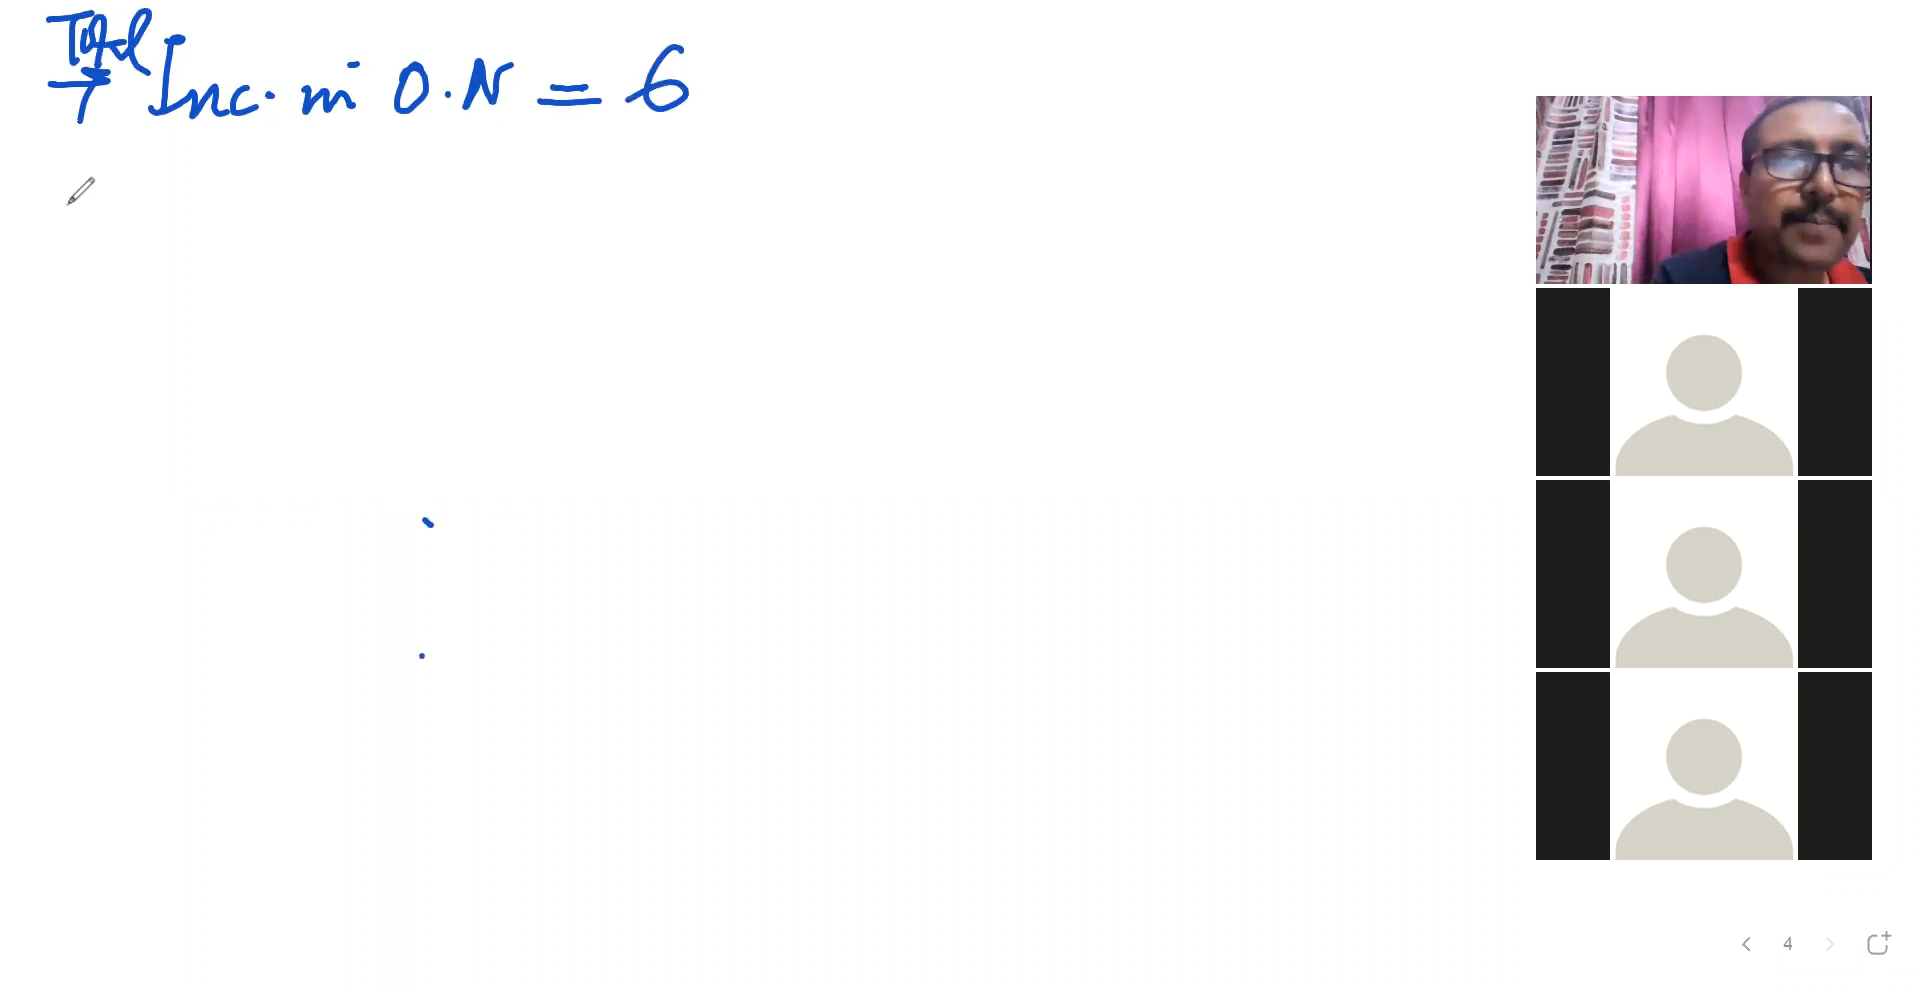 Total
→ Inc. in O.N = 6
4